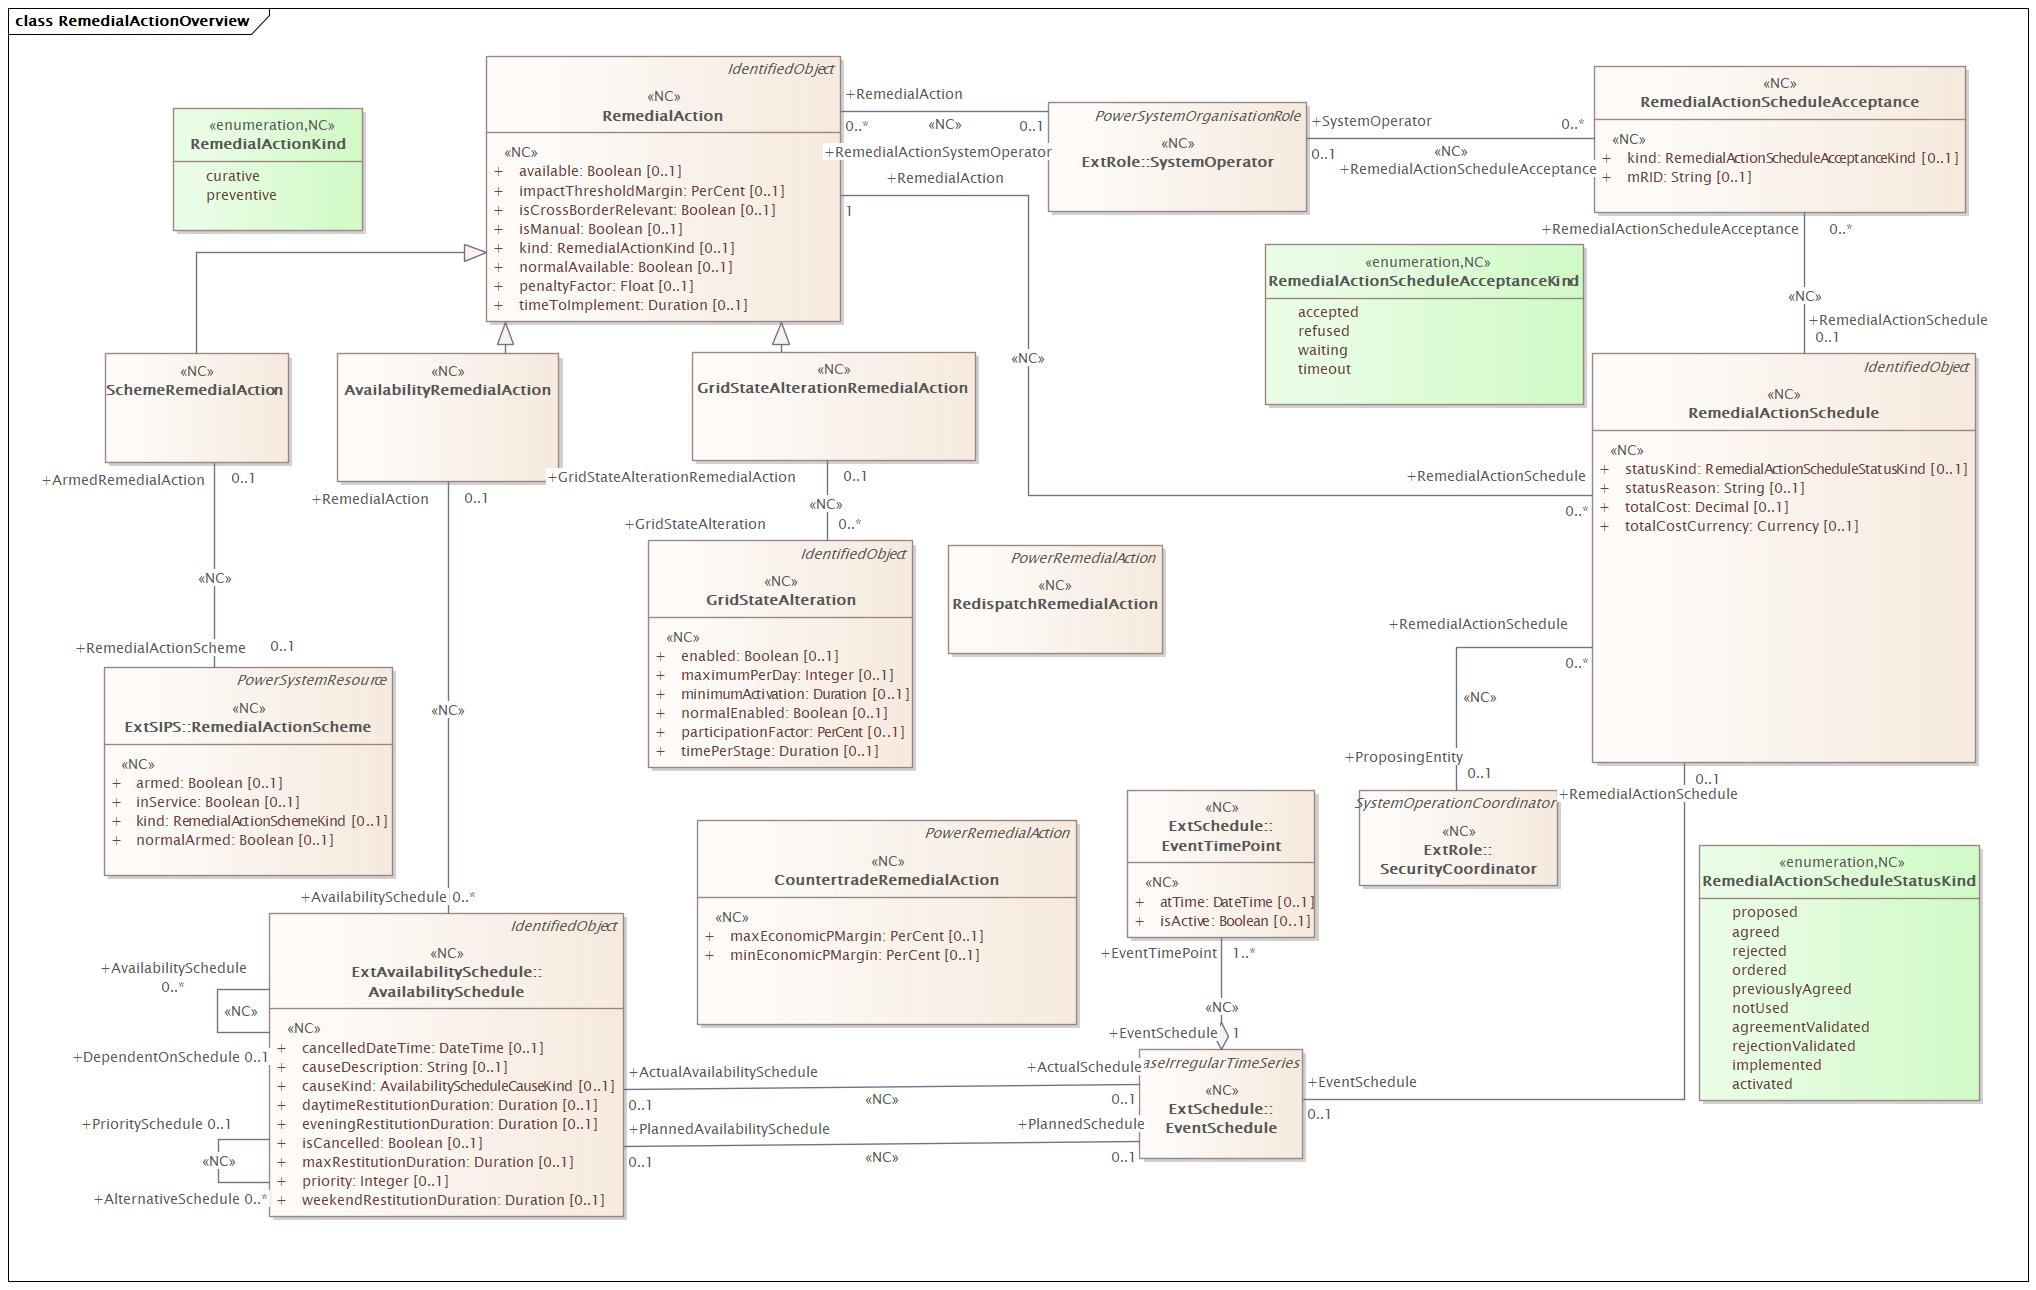 class RemedialActionOverview
IdentifiedObject
«NC»
RemedialAction
«NC»
+ available: Boolean [0..1]
+ impactThresholdMargin: PerCent [0..1]
+ isCrossBorderRelevant: Boolean [0..1]
+ isManual: Boolean [0..1]
+ kind: RemedialActionKind [0..1]
+ normalAvailable: Boolean [0..1]
+ penaltyFactor: Float [0..1]
+ timeToImplement: Duration [0..1]
«enumeration,NC»
RemedialActionKind
curative
preventive
+RemedialAction
0..*
«NC»
0..1
+RemedialActionSystemOperator
PowerSystemOrganisationRole
«NC»
ExtRole::SystemOperator
+SystemOperator
0..1
«NC»
0..*
+RemedialActionScheduleAcceptance
«NC»
RemedialActionScheduleAcceptance
«NC»
+ kind: RemedialActionScheduleAcceptanceKind [0..1]
+ mRID: String [0..1]
+RemedialAction
1
«NC»
+RemedialActionSchedule
0..*
+RemedialActionScheduleAcceptance
0..*
«NC»
+RemedialActionSchedule
0..1
«enumeration,NC»
RemedialActionScheduleAcceptanceKind
accepted
refused
waiting
timeout
«NC»
SchemeRemedialAction
«NC»
AvailabilityRemedialAction
«NC»
GridStateAlterationRemedialAction
IdentifiedObject
«NC»
RemedialActionSchedule
«NC»
+ statusKind: RemedialActionScheduleStatusKind [0..1]
+ statusReason: String [0..1]
+ totalCost: Decimal [0..1]
+ totalCostCurrency: Currency [0..1]
+ArmedRemedialAction
0..1
«NC»
+RemedialActionScheme
0..1
+RemedialAction
0..1
«NC»
+AvailabilitySchedule 0..*
+GridStateAlterationRemedialAction
0..1
«NC»
+GridStateAlteration
0..*
IdentifiedObject
«NC»
GridStateAlteration
«NC»
+ enabled: Boolean [0..1]
+ maximumPerDay: Integer [0..1]
+ minimumActivation: Duration [0..1]
+ normalEnabled: Boolean [0..1]
+ participationFactor: PerCent [0..1]
+ timePerStage: Duration [0..1]
PowerRemedialAction
«NC»
RedispatchRemedialAction
PowerSystemResource
«NC»
ExtSIPS::RemedialActionScheme
«NC»
+ armed: Boolean [0..1]
+ inService: Boolean [0..1]
+ kind: RemedialActionSchemeKind [0..1]
+ normalArmed: Boolean [0..1]
+RemedialActionSchedule
0..*
«NC»
+ProposingEntity
0..1
SystemOperationCoordinator
«NC»
ExtRole::
SecurityCoordinator
0..1
+RemedialActionSchedule
PowerRemedialAction
«NC»
CountertradeRemedialAction
«NC»
+ maxEconomicPMargin: PerCent [0..1]
+ minEconomicPMargin: PerCent [0..1]
«NC»
ExtSchedule::
EventTimePoint
«NC»
+ atTime: DateTime [0..1]
+ isActive: Boolean [0..1]
+EventTimePoint
1..*
«NC»
+EventSchedule
1
«enumeration,NC»
RemedialActionScheduleStatusKind
proposed
agreed
rejected
ordered
previouslyAgreed
notUsed
agreementValidated
rejectionValidated
implemented
activated
IdentifiedObject
«NC»
ExtAvailabilitySchedule::
AvailabilitySchedule
«NC»
+ cancelledDateTime: DateTime [0..1]
+ causeDescription: String [0..1]
+ causeKind: AvailabilityScheduleCauseKind [0..1]
+ daytimeRestitutionDuration: Duration [0..1]
+ eveningRestitutionDuration: Duration [0..1]
+ isCancelled: Boolean [0..1]
+ maxRestitutionDuration: Duration [0..1]
+ priority: Integer [0..1]
+ weekendRestitutionDuration: Duration [0..1]
+AvailabilitySchedule
0..*
«NC»
+DependentOnSchedule 0..1
+PrioritySchedule 0..1
«NC»
+AlternativeSchedule 0..*
+ActualAvailabilitySchedule
0..1
«NC»
+ActualSchedule
0..1
+PlannedAvailabilitySchedule
0..1
«NC»
+PlannedSchedule
0..1
aseIrregularTimeSeries
«NC»
ExtSchedule::
EventSchedule
+EventSchedule
0..1